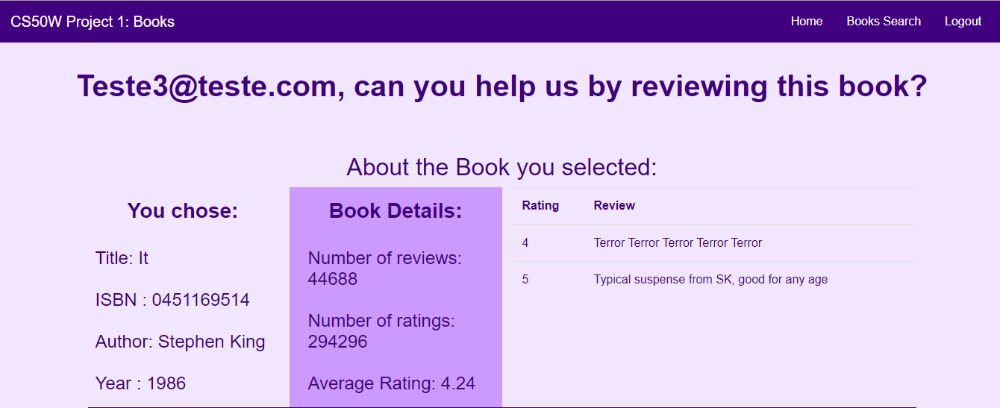 CS50W Project 1: Books
Home
Books Search
Logout
Teste3@teste.com, can you help us by reviewing this book?
About the Book you selected:
You chose:
Title: It
ISBN : 0451169514
Author: Stephen King
Year : 1986
Book Details:
Number of reviews:
44688
Number of ratings:
294296
Average Rating: 4.24
Rating Review
4 Terror Terror Terror Terror Terror
5 Typical suspense from SK, good for any age